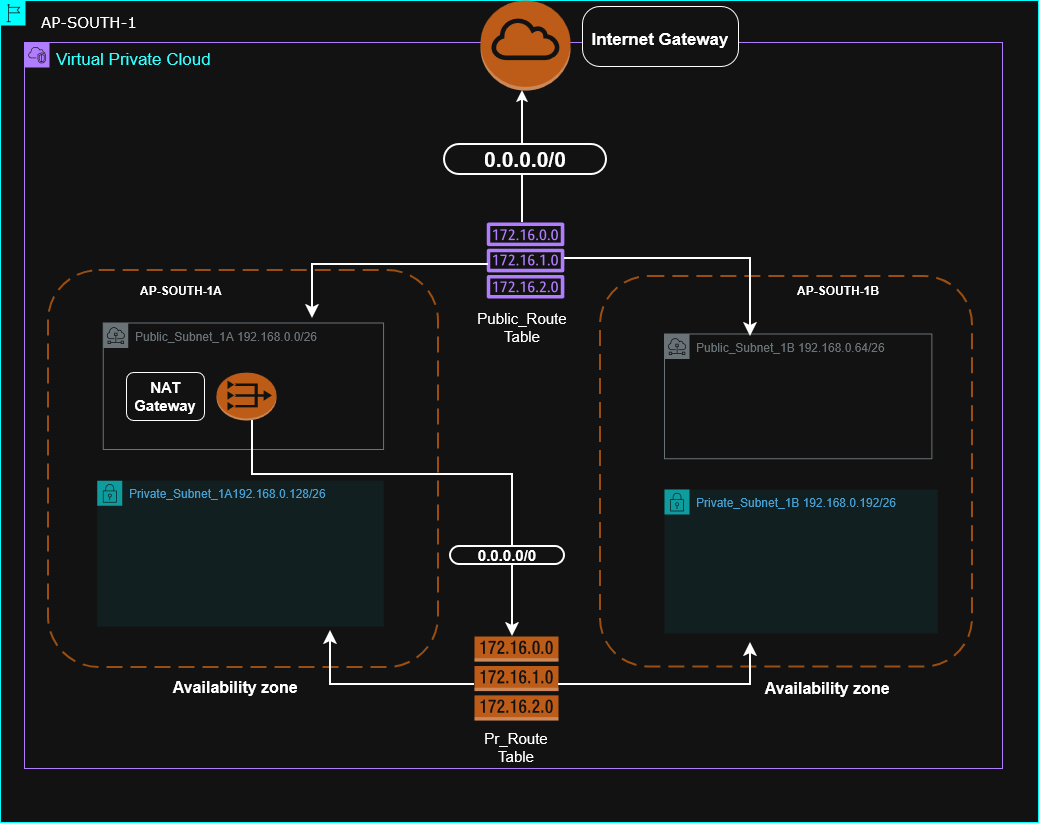 AP-SOUTH-1
Internet Gateway
Virtual Private Cloud
0.0.0.0/0
172.16.0.0
172.16.1.0
172.16.2.0
Public_Route
Table
AP-SOUTH-1A
Public_Subnet_1A 192.168.0.0/26
NAT
Gateway
Private_Subnet_1A192.168.0.128/26
Availability zone
AP-SOUTH-1B
Public_Subnet_1B 192.168.0.64/26
Private_Subnet_1B 192.168.0.192/26
Availability zone
0.0.0.0/0
172.16.0.0
172.16.1.0
172.16.2.0
Pr_Route
Table